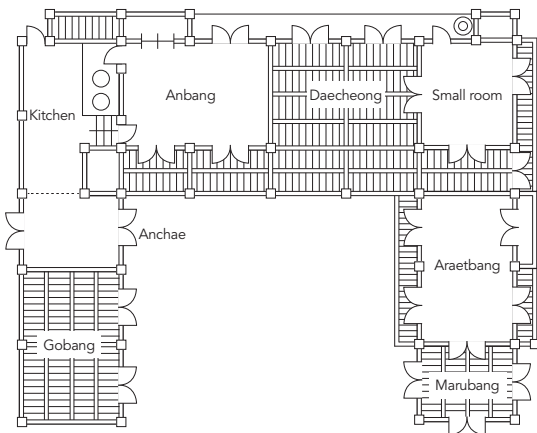 Anbang
Daecheong
Small room
Kitchen
Anchae
Araetbang
Gobang
Marubang